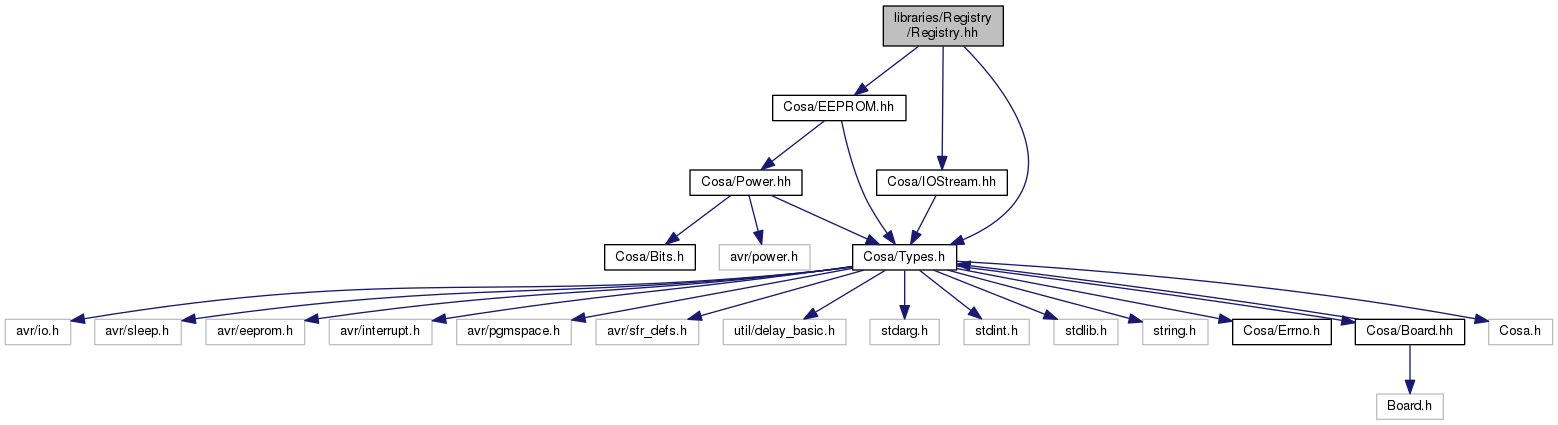 libraries/Registry
/Registry.hh
Cosa/EEPROM.hh
Cosa/Power.hh
Cosa/IOStream.hh
Cosa/Bits.h
avr/power.h
Cosa/Types.h
avr/io.h
avr/sleep.h
avr/eeprom.h
avr/interrupt.h
avr/pgmspace.h
avr/sfr_defs.h
util/delay_basic.h
stdarg.h
stdint.h
stdlib.h
string.h
Cosa/Errno.h
Cosa/Board.hh
Cosa.h
Board.h